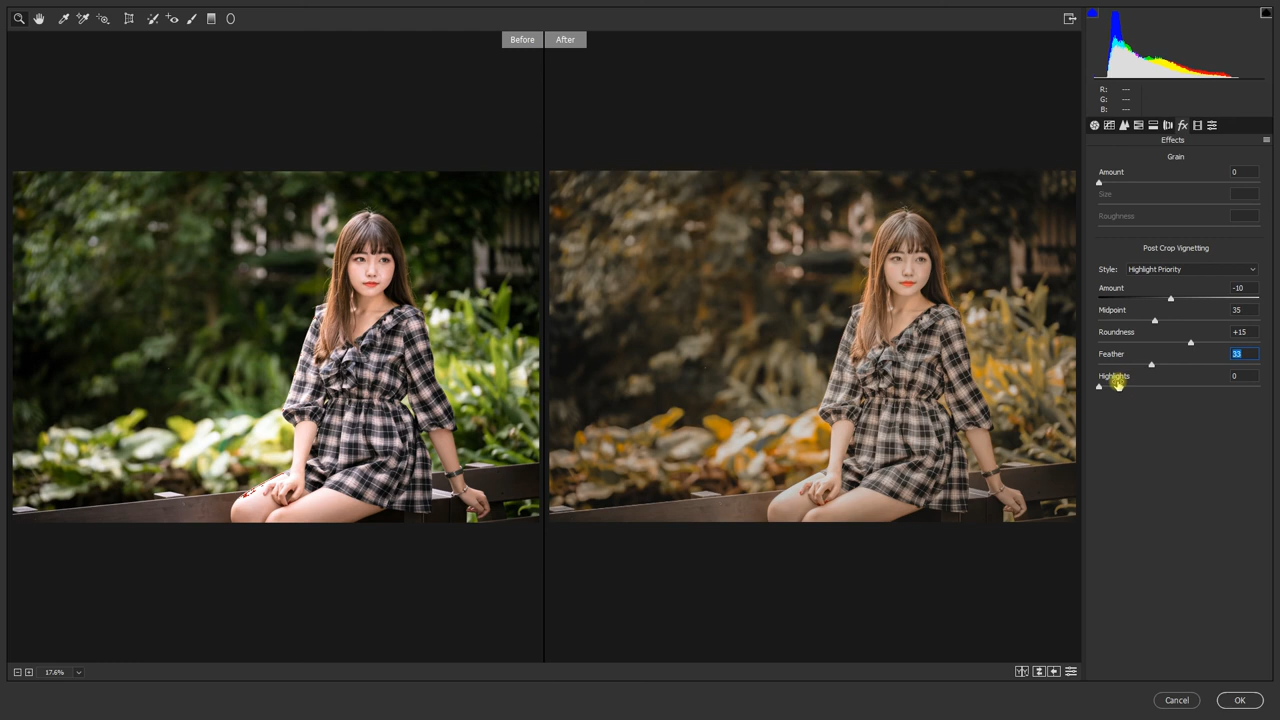 Before
After
R: ---
G: ---
B: ---
fx
Effects
Grain
Amount 0
Size
Roughness
Post Crop Vignetting
Style: Highlight Priority
Amount -10
Midpoint 35
Roundness +15
Feather 33
Highlights 0
17.6%
Y Y
Cancel
OK